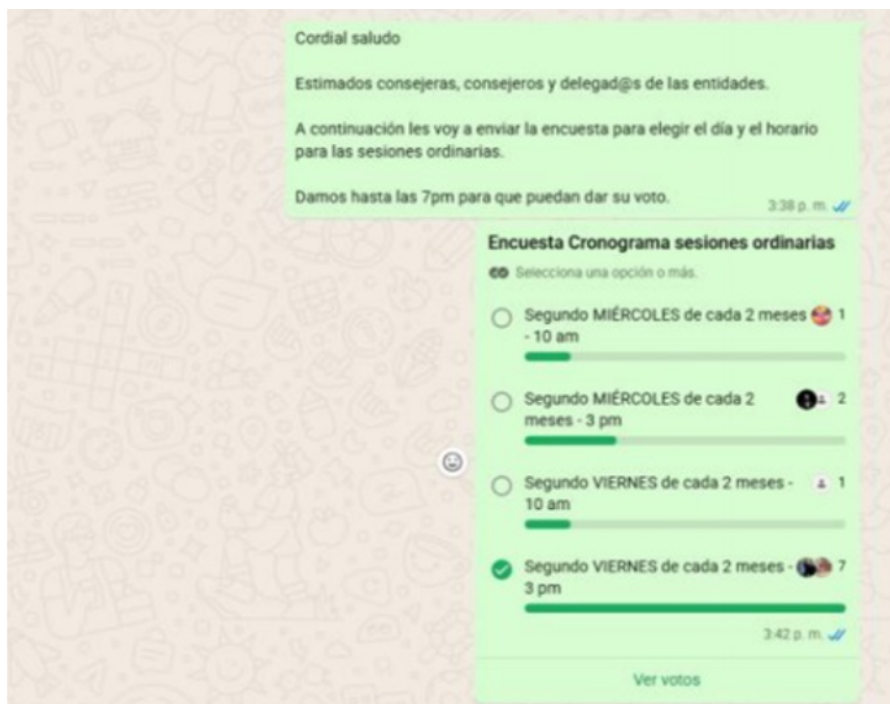 Cordial saludo
Estimados consejeras, consejeros y delegad@s de las entidades.
A continuación les voy a enviar la encuesta para elegir el día y el horario
para las sesiones ordinarias.
Damos hasta las 7pm para que puedan dar su voto.
3:38 p. m.
Encuesta Cronograma sesiones ordinarias
Selecciona una opción o más.
Segundo MIÉRCOLES de cada 2 meses 1
- 10 am
Segundo MIÉRCOLES de cada 2 2
meses - 3 pm
Segundo VIERNES de cada 2 meses - 1
10 am
Segundo VIERNES de cada 2 meses - 7
3 pm
3:42 p. m.
Ver votos